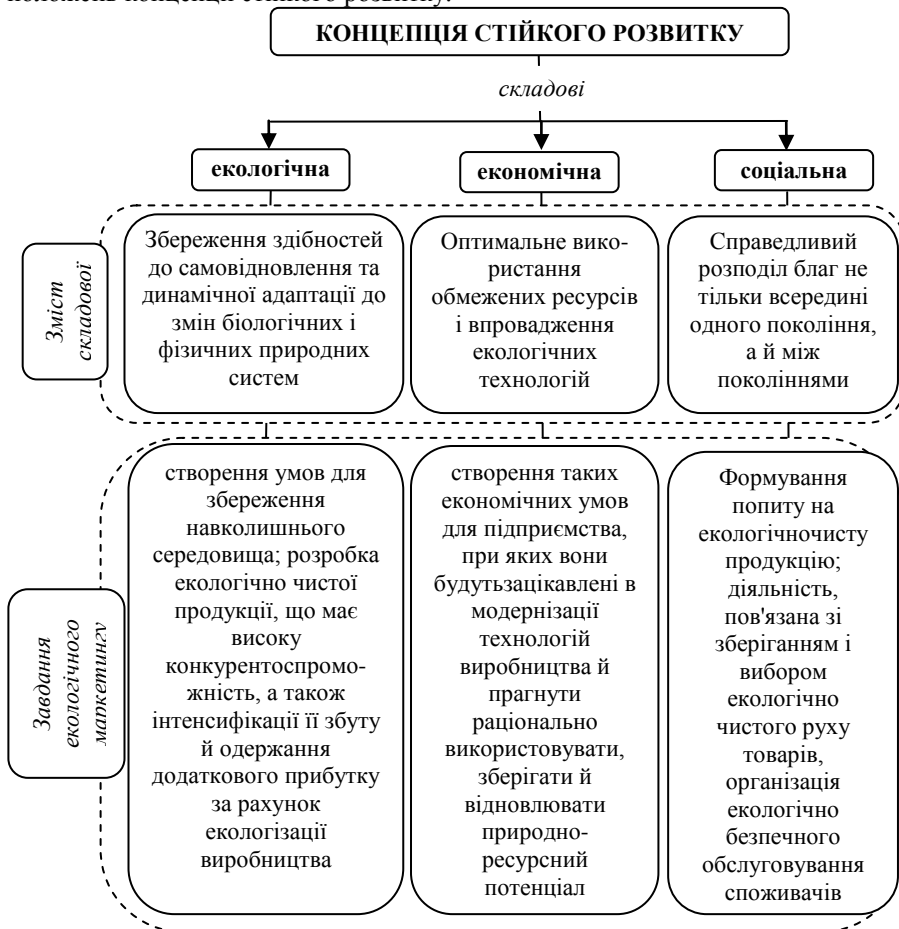 положень концепції стійкого розвитку.
КОНЦЕПЦІЯ СТІЙКОГО РОЗВИТКУ
складові
екологічна
економічна
соціальна
Зміст
складової
Збереження здібностей
до самовідновлення та
динамічної адаптації до
змін біологічних і
фізичних природних
систем
Оптимальне вико-
ристання
обмежених ресурсів
і впровадження
екологічних
технологій
Справедливий
розподіл благ не
тільки всередині
одного покоління,
а й між
поколіннями
Завдання
екологічного
маркетингу
створення умов для
збереження
навколишнього
середовища; розробка
екологічно чистої
продукції, що має
високу
конкурентоспромо-
жність, а також
інтенсифікації її збуту
й одержання
додаткового прибутку
за рахунок
екологізації
виробництва
створення таких
економічних умов
для підприємства,
при яких вони
будутьзацікавлені в
модернізації
технологій
виробництва й
прагнути
раціонально
використовувати,
зберігати й
відновлювати
природно-
ресурсний
потенціал
Формування
попиту на
екологічночисту
продукцію;
діяльність,
пов'язана зі
зберіганням і
вибором
екологічно
чистого руху
товарів,
організація
екологічно
безпечного
обслуговування
споживачів